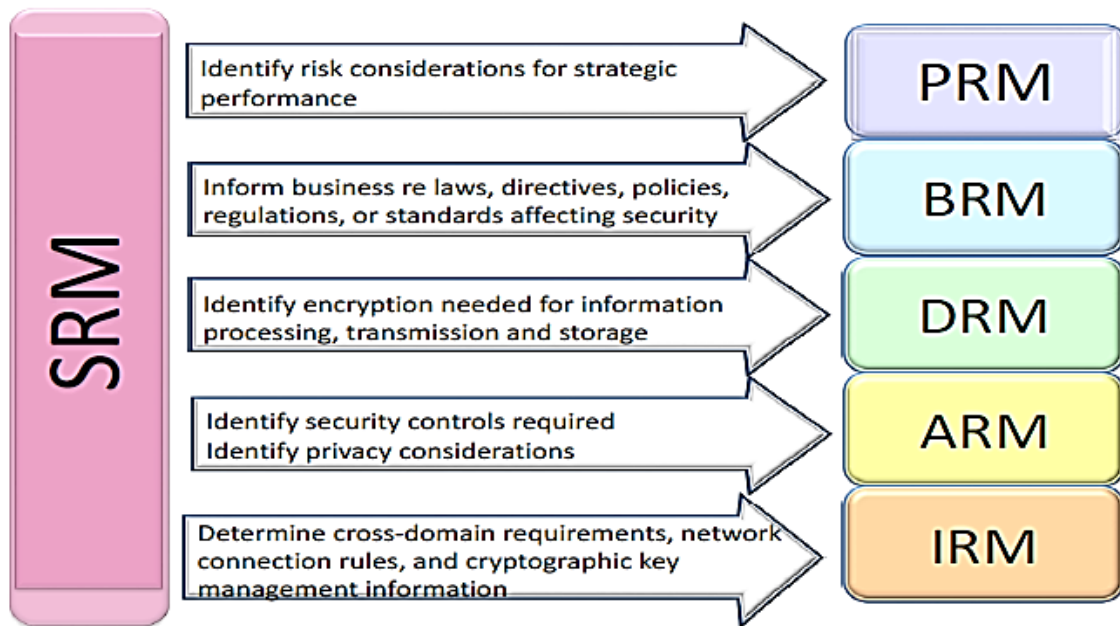 SRM
Identify risk considerations for strategic
performance
PRM
Inform business re laws, directives, policies,
regulations, or standards affecting security
BRM
Identify encryption needed for information
processing, transmission and storage
DRM
Identify security controls required
Identify privacy considerations
ARM
Determine cross-domain requirements, network
connection rules, and cryptographic key
management information
IRM